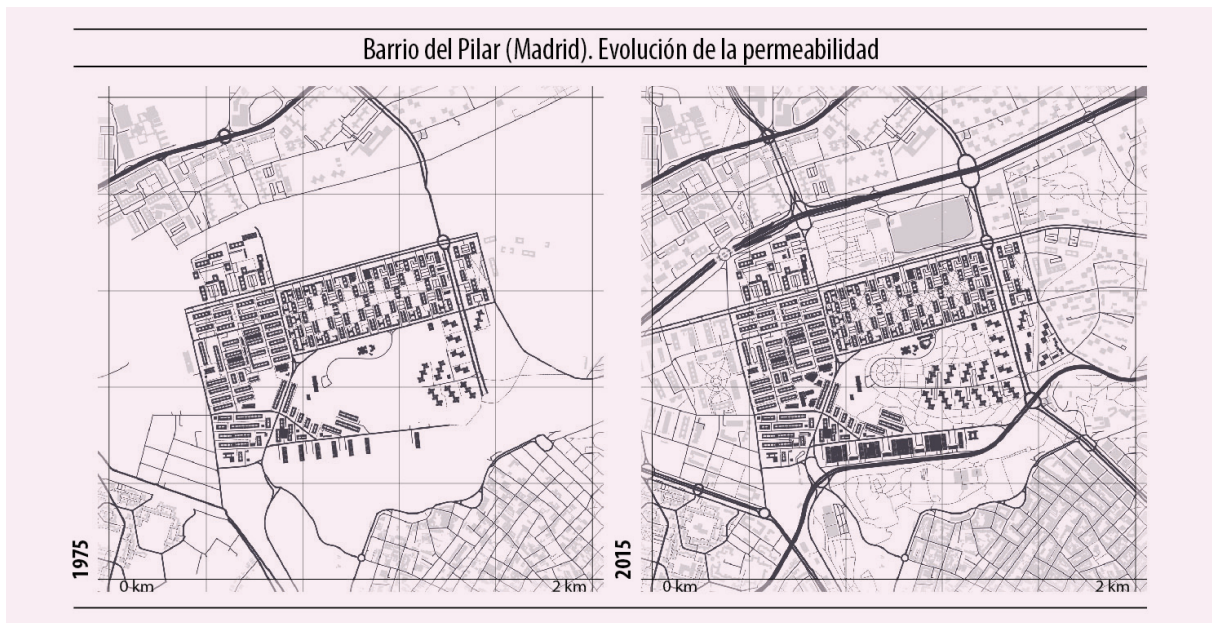 Barrio del Pilar (Madrid). Evolución de la permeabilidad
1975
0 km
2 km
2015
0 km
2 km